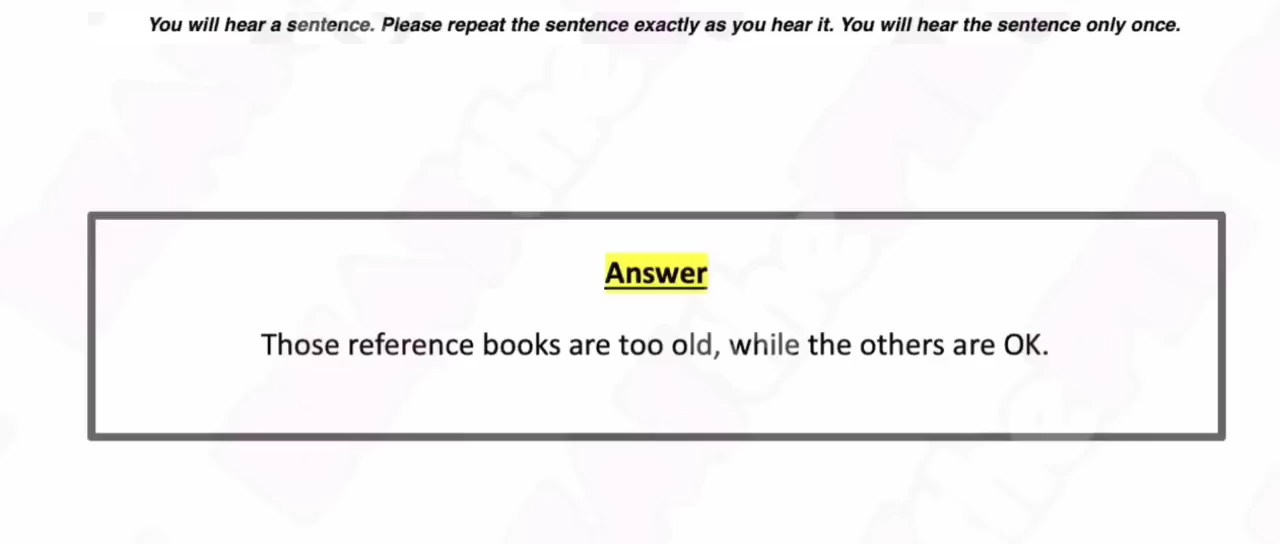 You will hear a sentence. Please repeat the sentence exactly as you hear it. You will hear the sentence only once.
Answer
Those reference books are too old, while the others are OK.